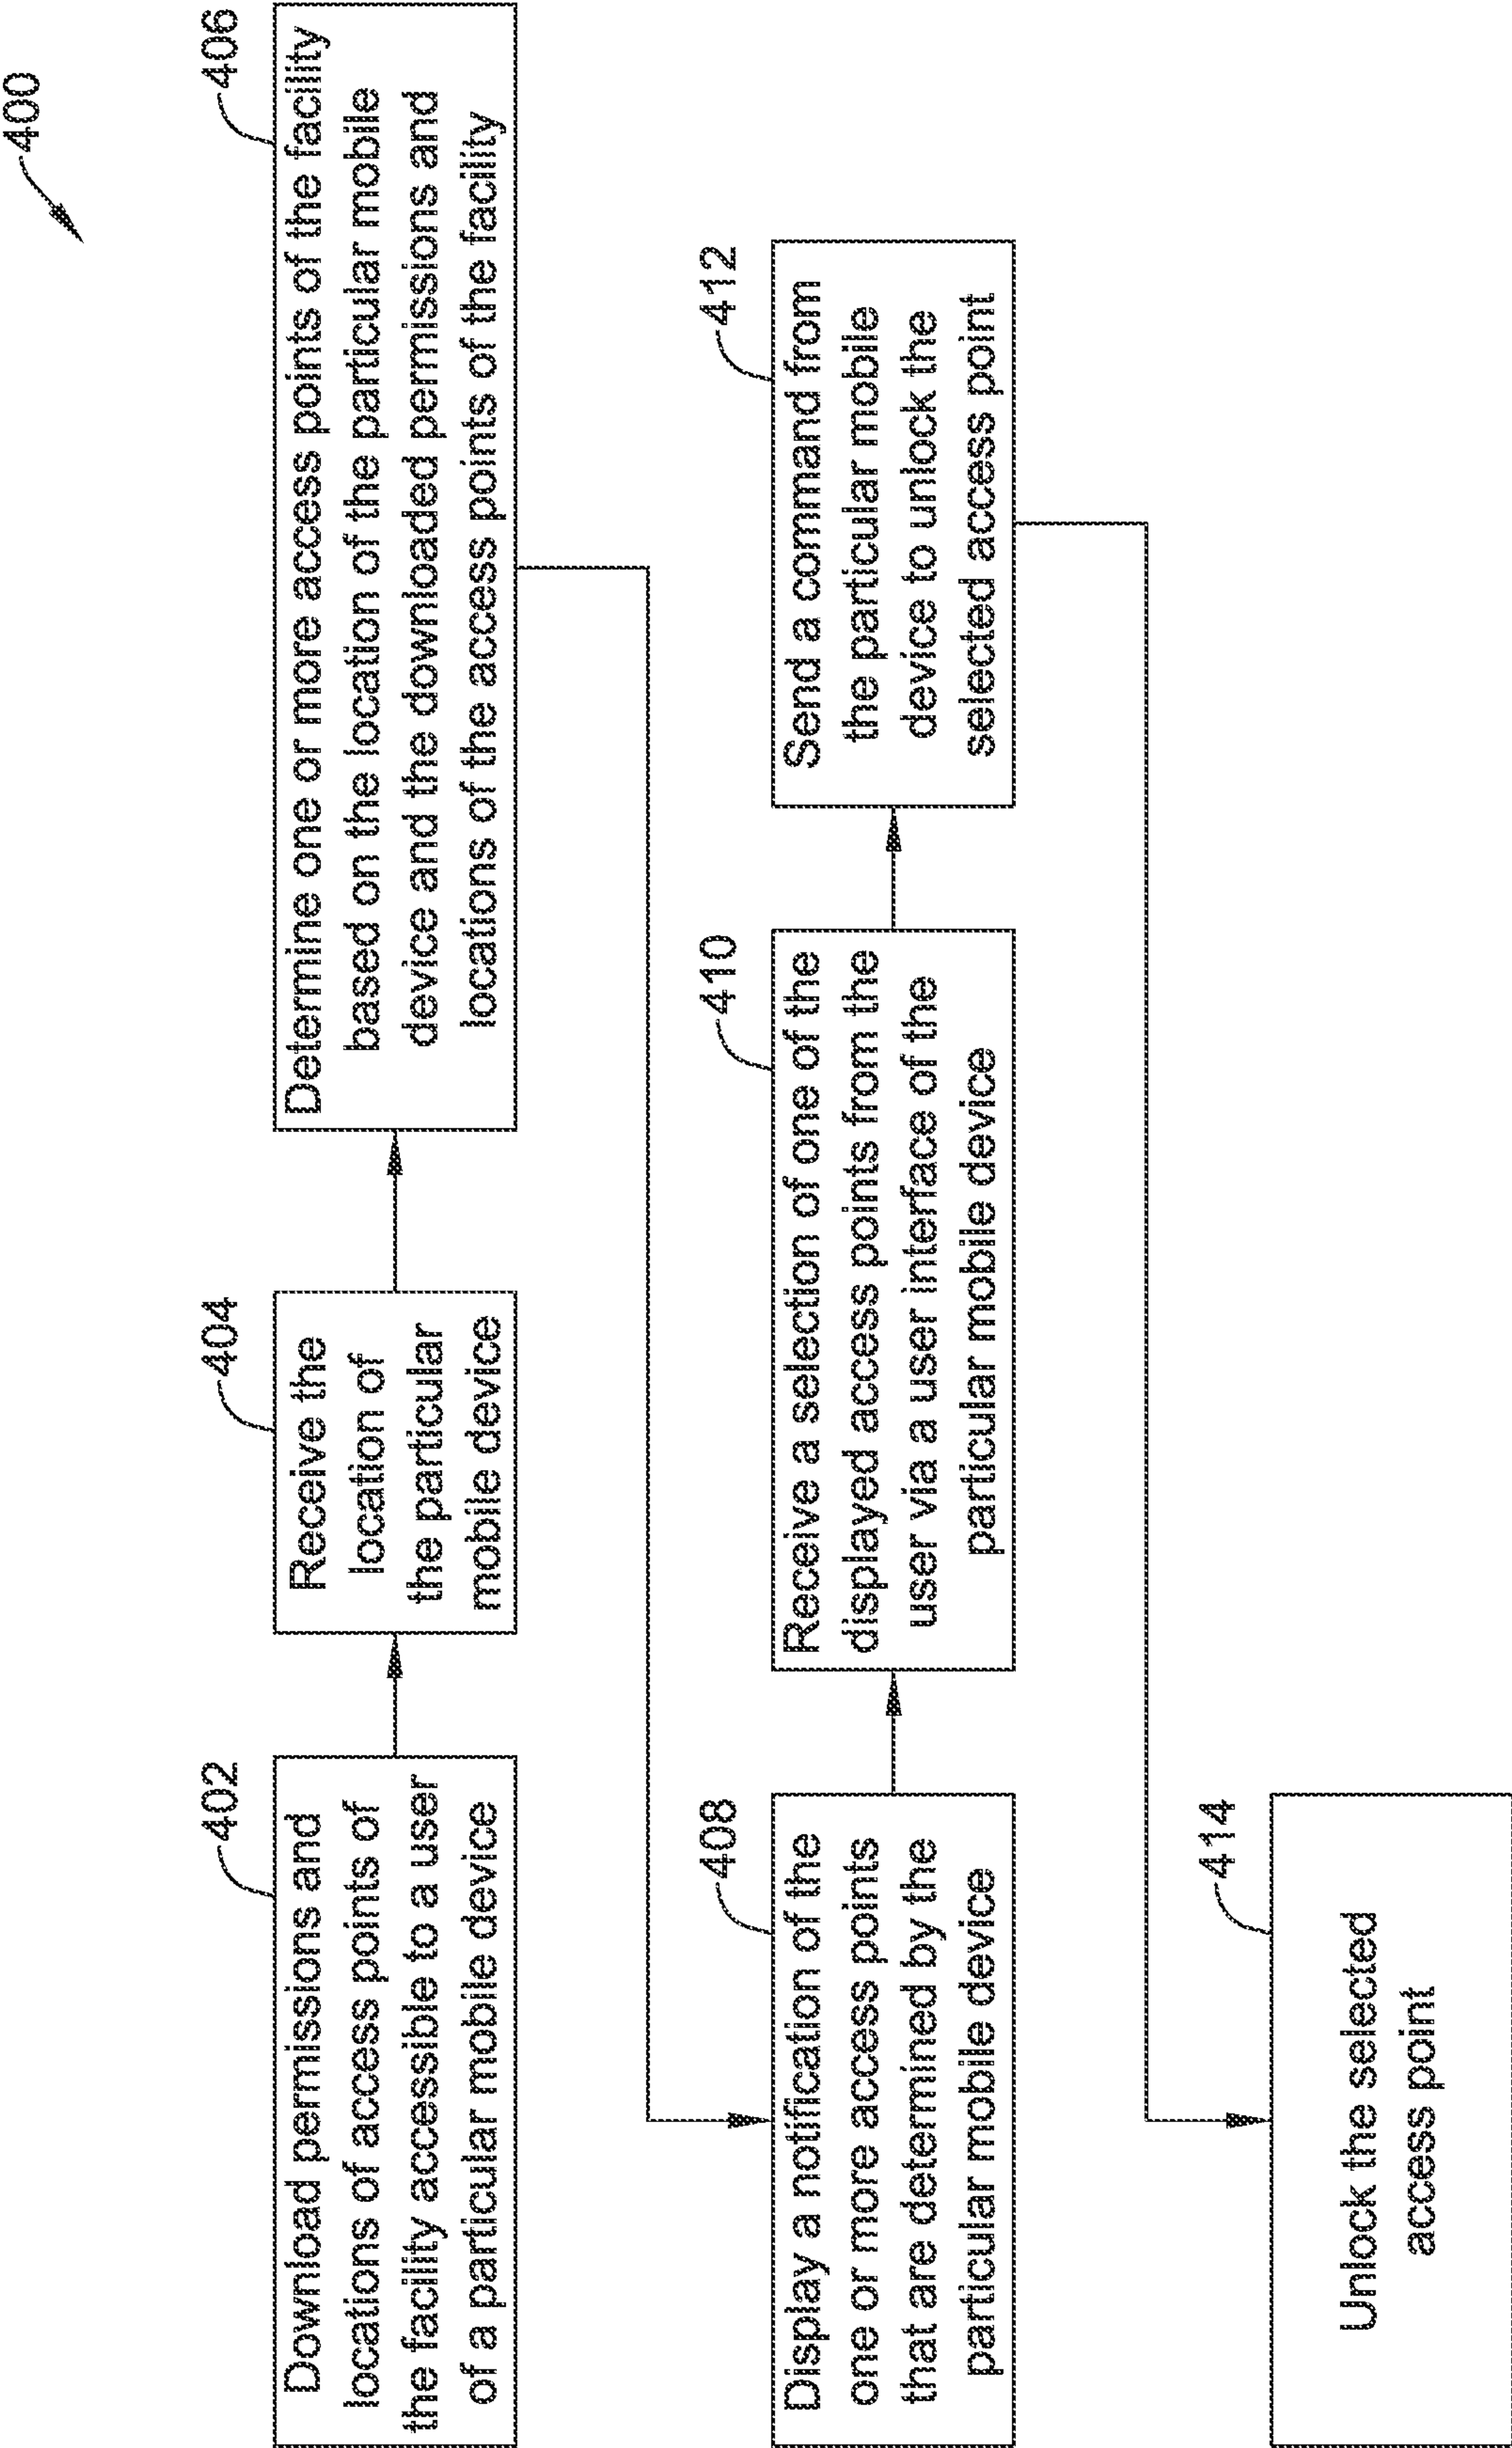 400
402
Download permissions and
locations of access points of
the facility accessible to a user
of a particular mobile device
404
Receive the
location of
the particular
mobile device
406
Determine one or more access points of the facility
based on the location of the particular mobile
device and the downloaded permissions and
locations of the access points of the facility
408
Display a notification of the
one or more access points
that are determined by the
particular mobile device
410
Receive a selection of one of the
displayed access points from the
user via a user interface of the
particular mobile device
412
Send a command from
the particular mobile
device to unlock the
selected access point
414
Unlock the selected
access point